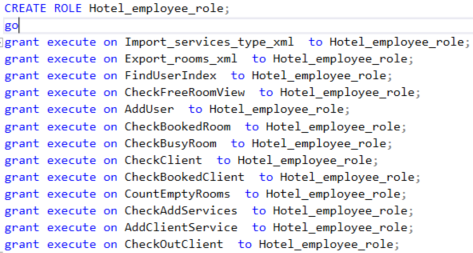 CREATE ROLE Hotel_employee_role;
go
grant execute on Import_services_type_xml  to Hotel_employee_role;
grant execute on Export_rooms_xml  to Hotel_employee_role;
grant execute on FindUserIndex  to Hotel_employee_role;
grant execute on CheckFreeRoomView  to Hotel_employee_role;
grant execute on AddUser  to Hotel_employee_role;
grant execute on CheckBookedRoom  to Hotel_employee_role;
grant execute on CheckBusyRoom  to Hotel_employee_role;
grant execute on CheckClient  to Hotel_employee_role;
grant execute on CheckBookedClient  to Hotel_employee_role;
grant execute on CountEmptyRooms  to Hotel_employee_role;
grant execute on CheckAddServices  to Hotel_employee_role;
grant execute on AddClientService  to Hotel_employee_role;
grant execute on CheckOutClient  to Hotel_employee_role;